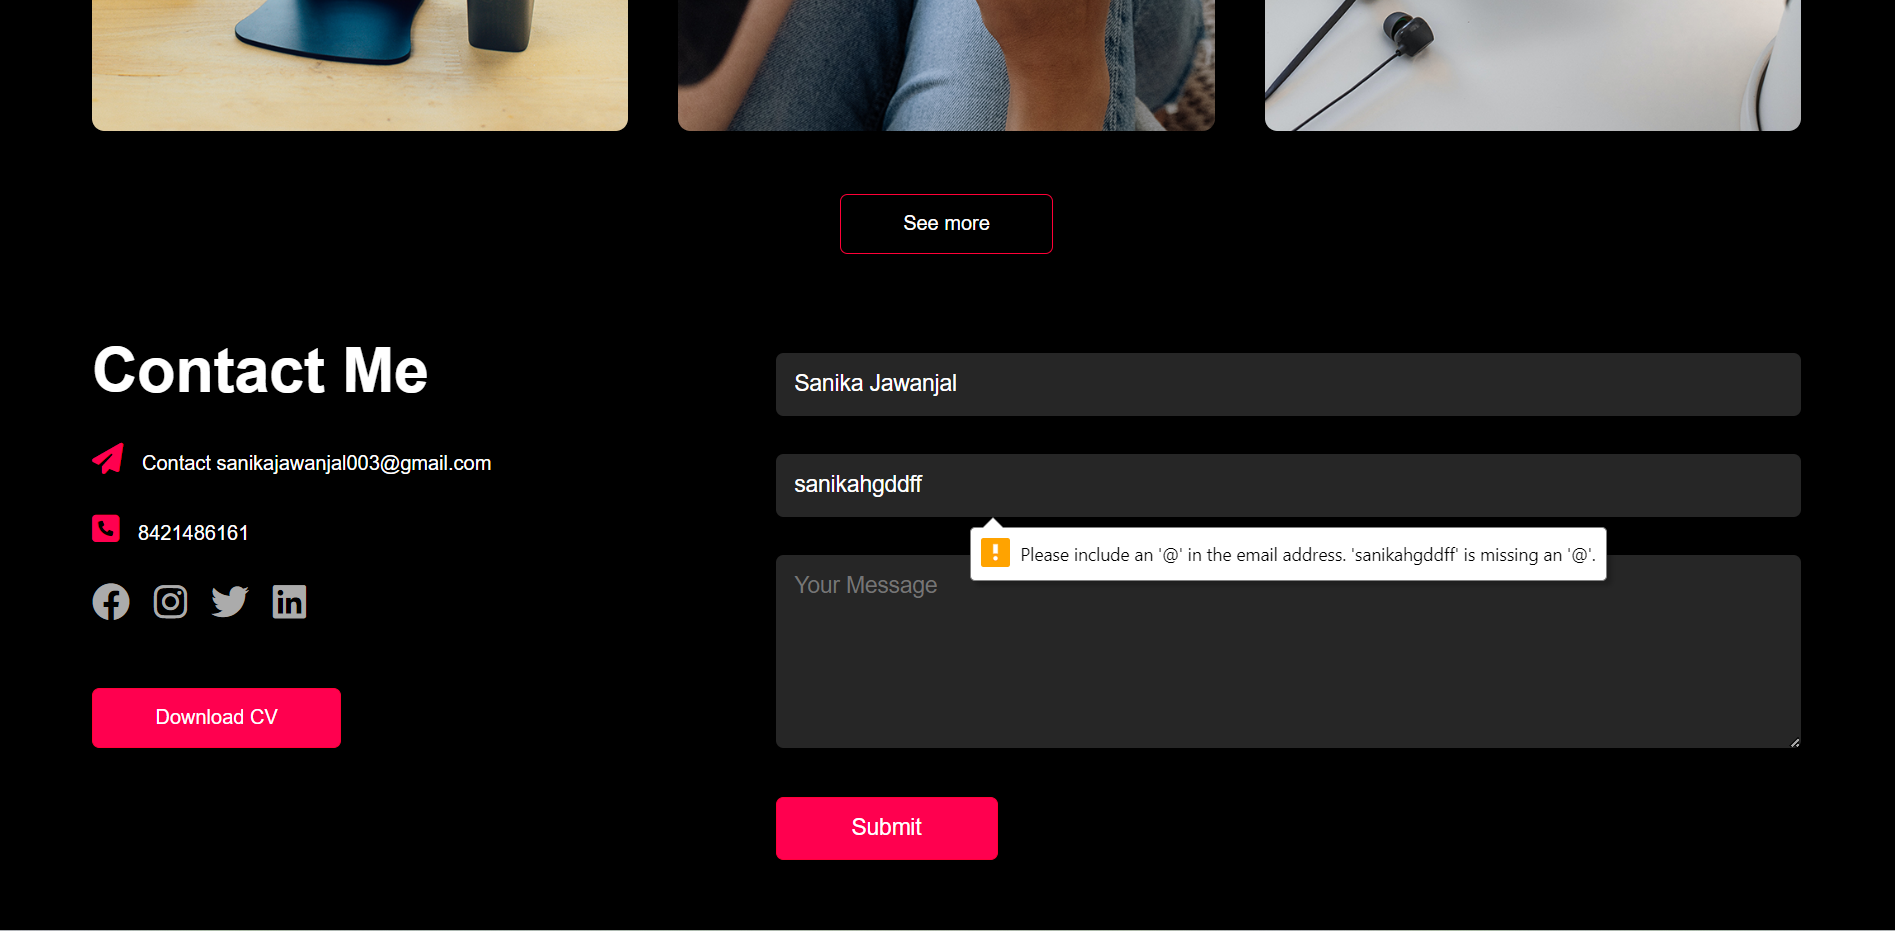 See more
Contact Me
Contact sanikajawanjal003@gmail.com
8421486161
Download CV
Sanika Jawanjal
sanikahgddff
Please include an '@' in the email address. 'sanikahgddff' is missing an '@'.
Your Message
Submit